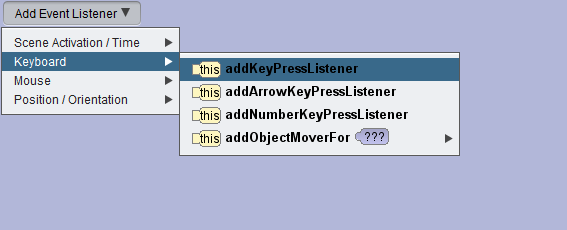 Add Event Listener
Scene Activation / Time
Keyboard
Mouse
Position / Orientation
this addKeyPressListener
this addArrowKeyPressListener
this addNumberKeyPressListener
this addObjectMoverFor ???